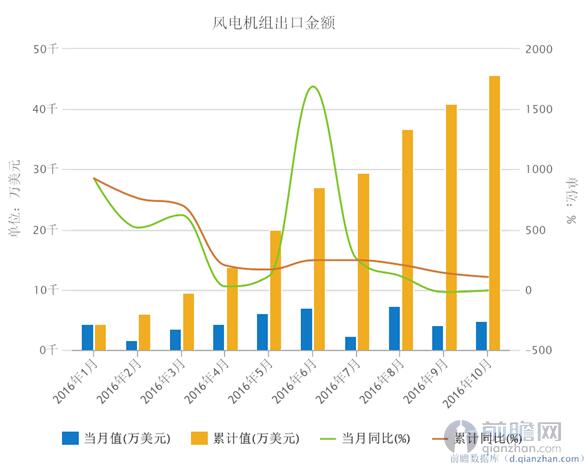 风电机组出口金额
50千
40千
30千
20千
10千
0千
单位：万美元
2000
1500
1000
500
0
-500
单位：%
2016年1月
2016年2月
2016年3月
2016年4月
2016年5月
2016年6月
2016年7月
2016年8月
2016年9月
2016年10月
当月值(万美元) 累计值(万美元) 当月同比(%) 累计同比(%)
前瞻网
qianzhan.com
前瞻数据库（d.qianzhan.com）